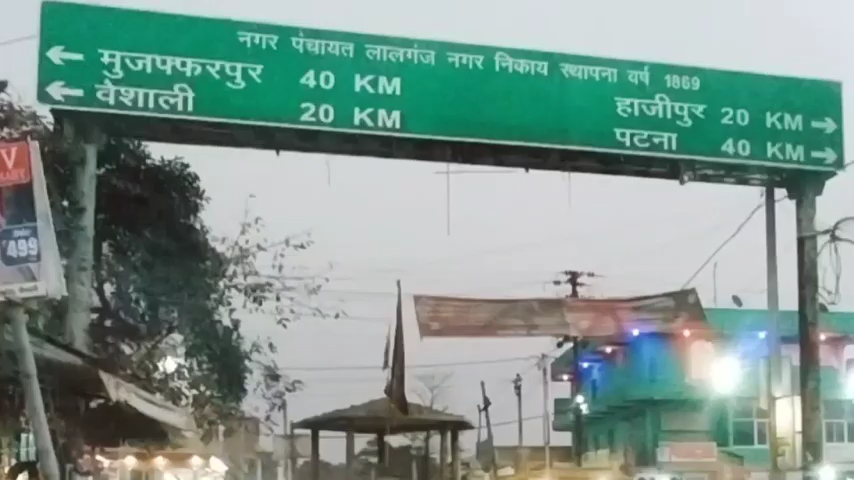 नगर पंचायत लालगंज नगर निकाय स्थापना वर्ष 1869
← मुजफ्फरपुर 40 KM
← वैशाली 20 KM
हाजीपुर 20 KM →
पटना 40 KM →
V
499